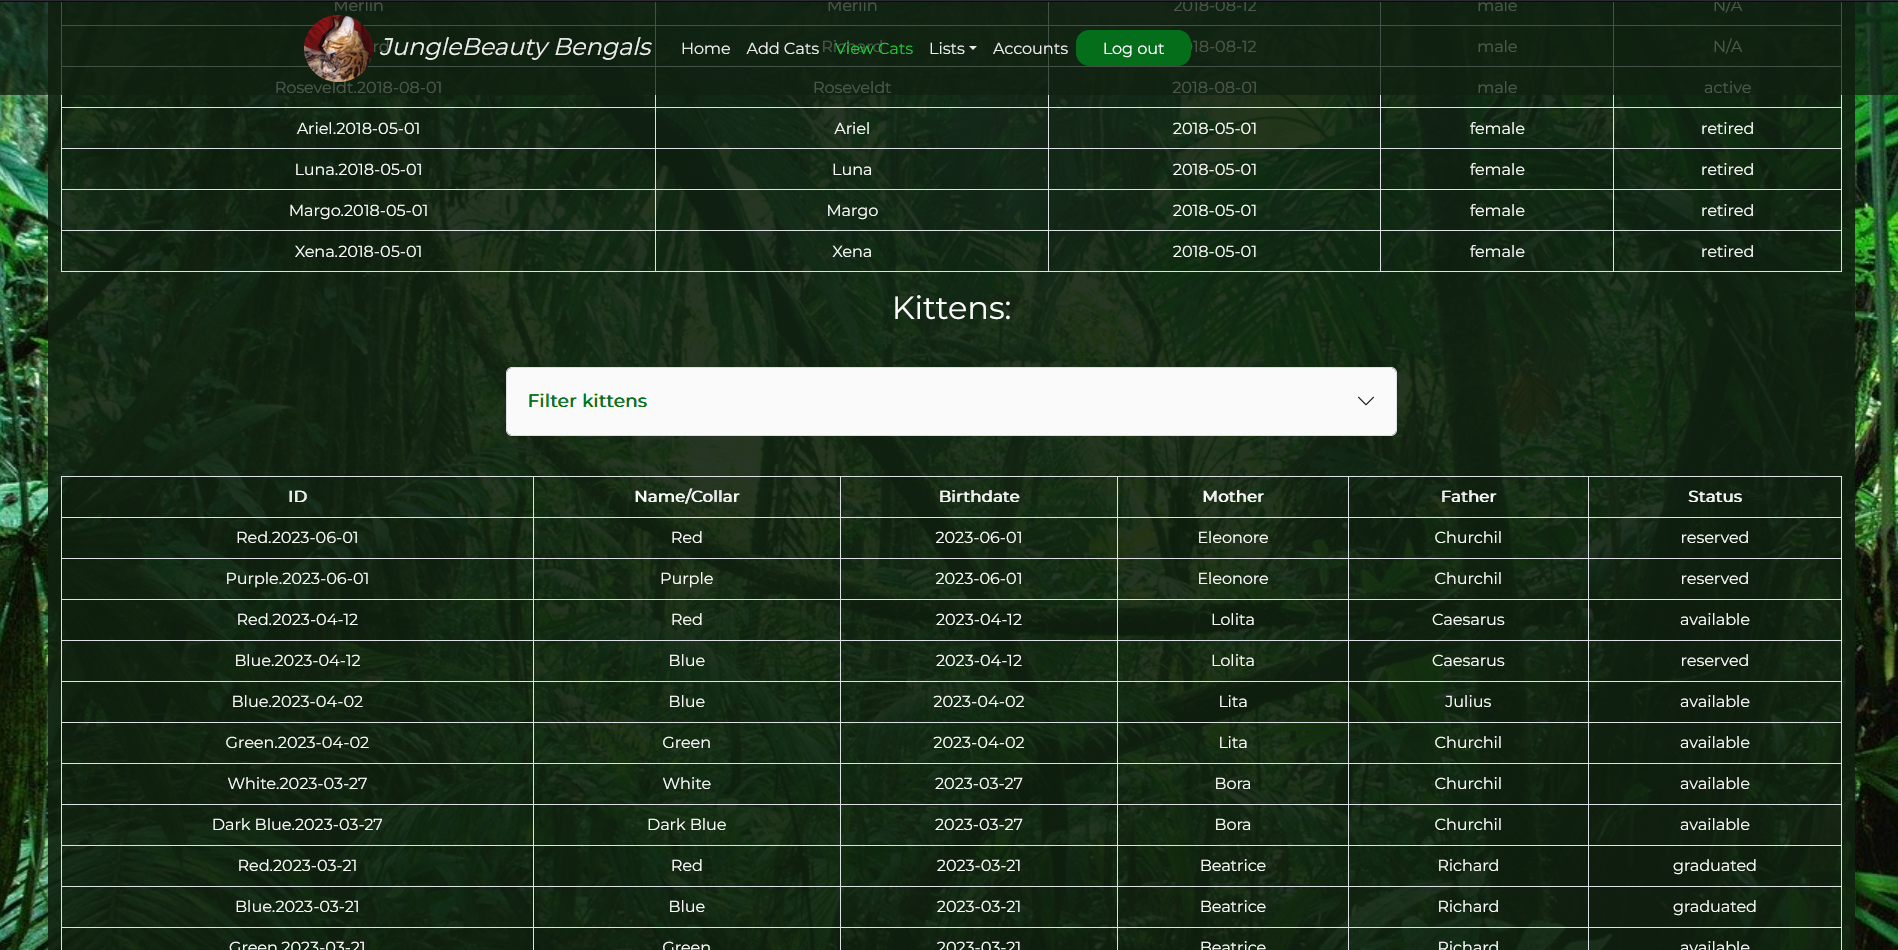 Merlin Merlin 2018-08-12 male N/A
JungleBeauty Bengals Home Add Cats View Cats Lists Accounts Log out
Richard 2018-08-12 male N/A
Roseveldt.2018-08-01 Roseveldt 2018-08-01 male active
Ariel.2018-05-01 Ariel 2018-05-01 female retired
Luna.2018-05-01 Luna 2018-05-01 female retired
Margo.2018-05-01 Margo 2018-05-01 female retired
Xena.2018-05-01 Xena 2018-05-01 female retired
Kittens:
Filter kittens
ID Name/Collar Birthdate Mother Father Status
Red.2023-06-01 Red 2023-06-01 Eleonore Churchil reserved
Purple.2023-06-01 Purple 2023-06-01 Eleonore Churchil reserved
Red.2023-04-12 Red 2023-04-12 Lolita Caesarus available
Blue.2023-04-12 Blue 2023-04-12 Lolita Caesarus reserved
Blue.2023-04-02 Blue 2023-04-02 Lita Julius available
Green.2023-04-02 Green 2023-04-02 Lita Churchil available
White.2023-03-27 White 2023-03-27 Bora Churchil available
Dark Blue.2023-03-27 Dark Blue 2023-03-27 Bora Churchil available
Red.2023-03-21 Red 2023-03-21 Beatrice Richard graduated
Blue.2023-03-21 Blue 2023-03-21 Beatrice Richard graduated
Green.2023-03-21 Green 2023-03-21 Beatrice Richard available